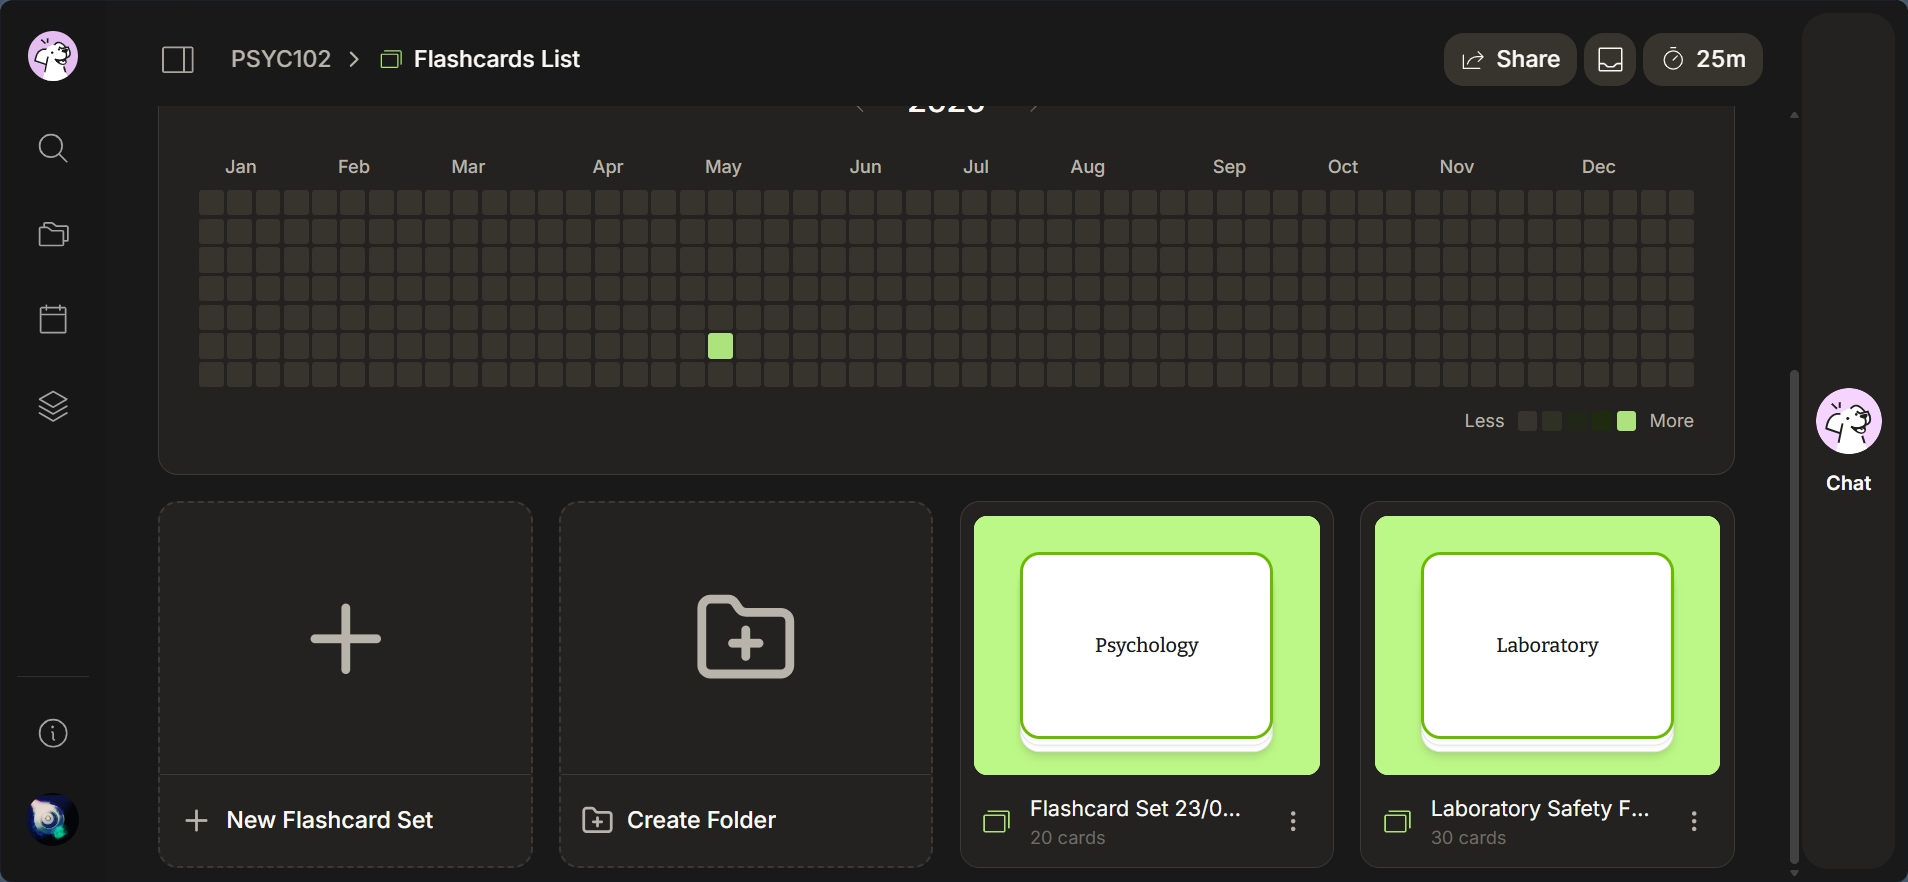 PSYC102 > Flashcards List
Share
25m
Jan Feb Mar Apr May Jun Jul Aug Sep Oct Nov Dec
Less More
Chat
Psychology
Laboratory
New Flashcard Set
Create Folder
Flashcard Set 23/0...
20 cards
Laboratory Safety F...
30 cards